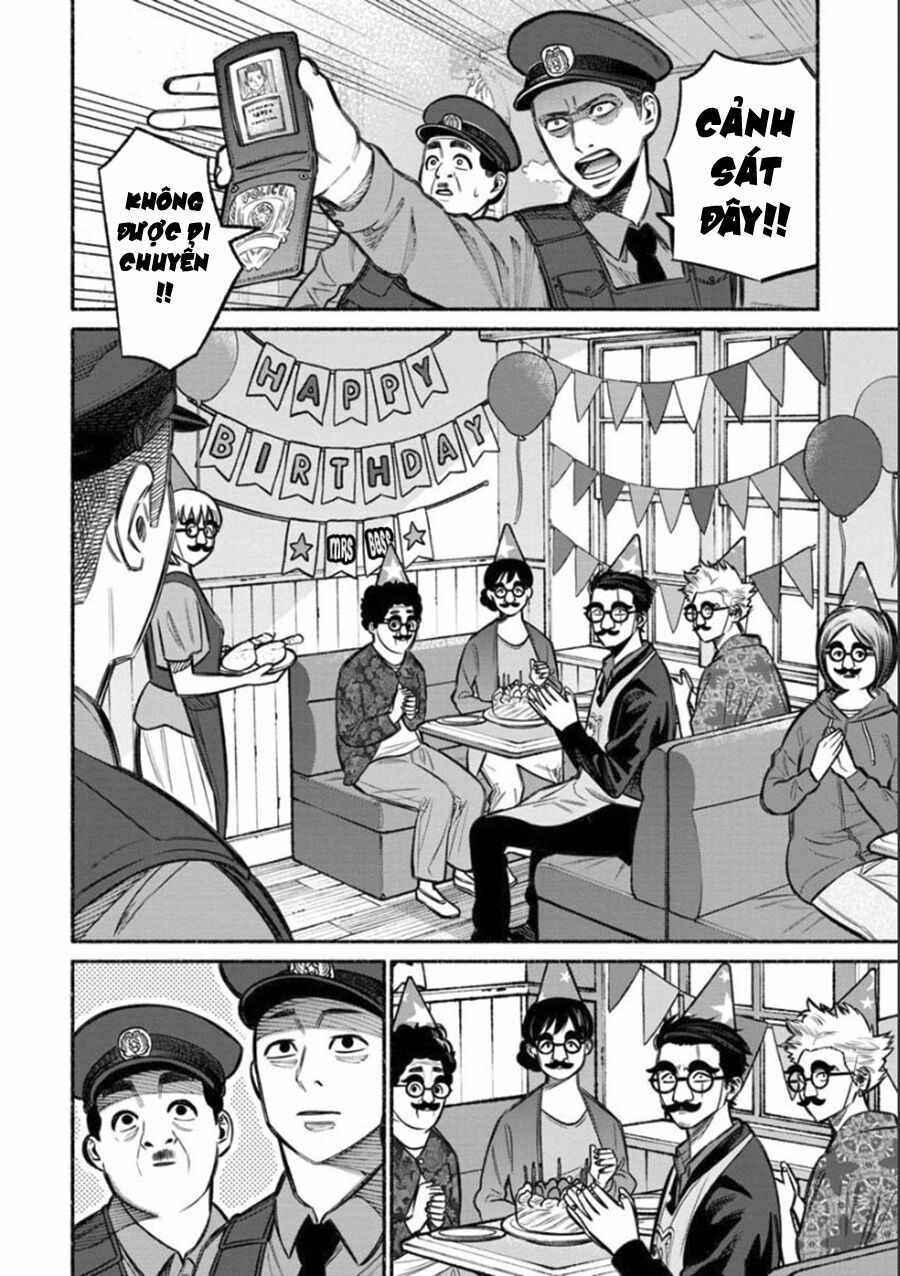 CẢNH
SÁT
ĐÂY!!
POLICE
KHÔNG
ĐƯỢC DI
CHUYỂN
!!
HAPPY
BIRTHDAY
MRS BOSS